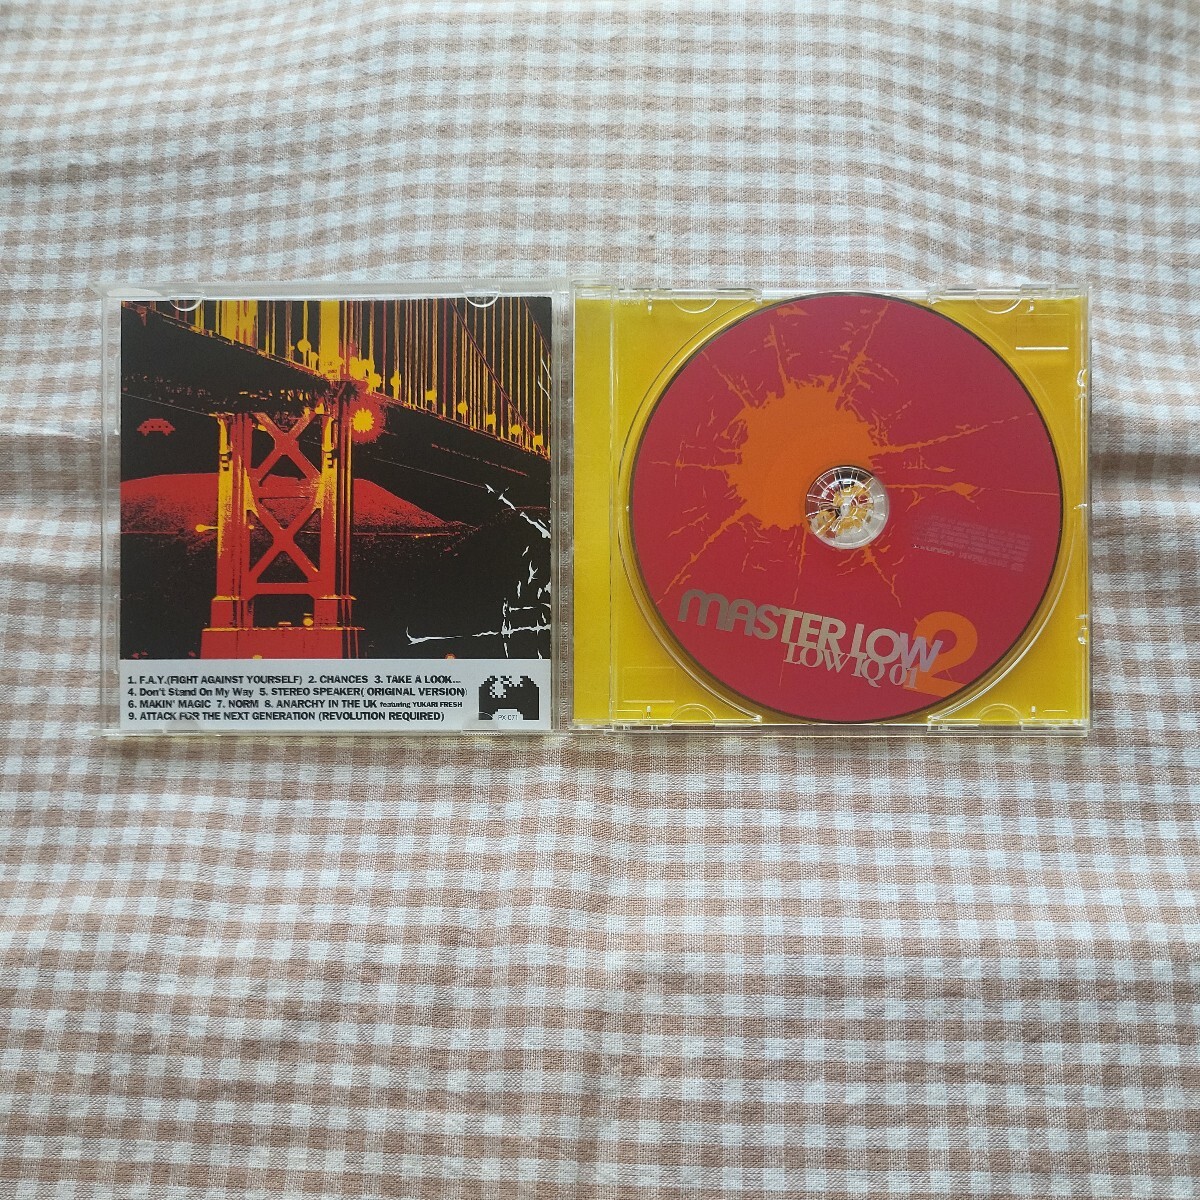 1. F.A.Y.(FIGHT AGAINST YOURSELF) 2. CHANCES 3. TAKE A LOOK...
4. Don't Stand On My Way 5. STEREO SPEAKER( ORIGINAL VERSION)
6. MAKIN' MAGIC 7. NORM 8. ANARCHY IN THE UK featuring YUKARI FRESH
9. ATTACK FOR THE NEXT GENERATION (REVOLUTION REQUIRED)
PX 071
MASTER LOW 2
LOW IQ 01